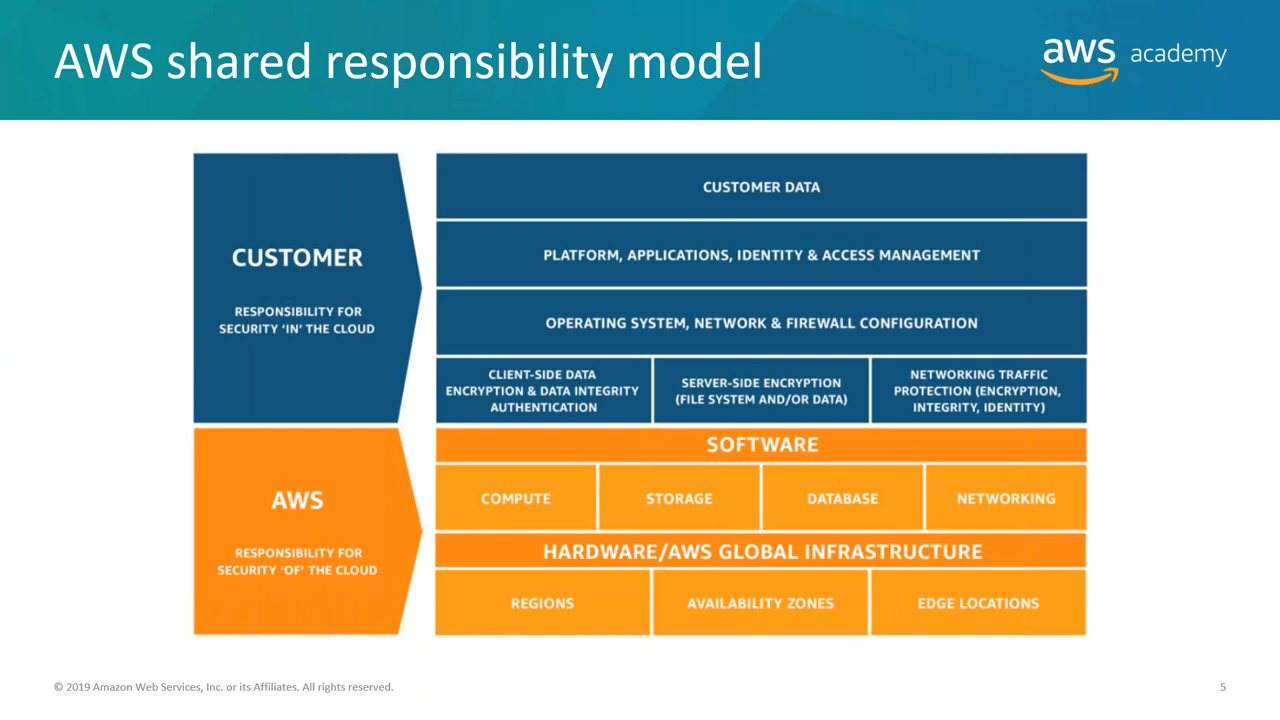 AWS shared responsibility model
aws academy
CUSTOMER
RESPONSIBILITY FOR
SECURITY ‘IN’ THE CLOUD
CUSTOMER DATA
PLATFORM, APPLICATIONS, IDENTITY & ACCESS MANAGEMENT
OPERATING SYSTEM, NETWORK & FIREWALL CONFIGURATION
CLIENT-SIDE DATA
ENCRYPTION & DATA INTEGRITY
AUTHENTICATION
SERVER-SIDE ENCRYPTION
(FILE SYSTEM AND/OR DATA)
NETWORKING TRAFFIC
PROTECTION (ENCRYPTION,
INTEGRITY, IDENTITY)
AWS
RESPONSIBILITY FOR
SECURITY ‘OF’ THE CLOUD
SOFTWARE
COMPUTE
STORAGE
DATABASE
NETWORKING
HARDWARE/AWS GLOBAL INFRASTRUCTURE
REGIONS
AVAILABILITY ZONES
EDGE LOCATIONS
© 2019 Amazon Web Services, Inc. or its Affiliates. All rights reserved.
5